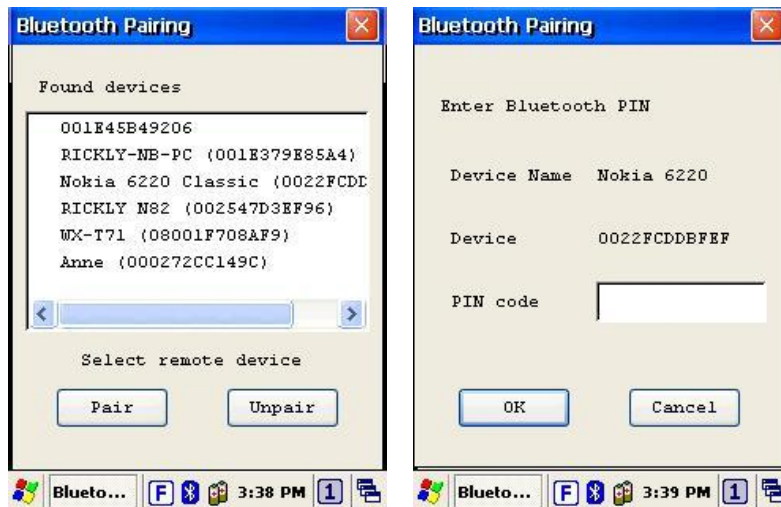 Bluetooth Pairing
Found devices
001E45B49206
RICKLY-NB-PC (001E379E85A4)
Nokia 6220 Classic (0022FCDD
RICKLY N82 (002547D3EF96)
WX-T71 (08001F708AF9)
Anne (000272CC149C)
Select remote device
Pair Unpair
Blueto... F 3:38 PM 1
Bluetooth Pairing
Enter Bluetooth PIN
Device Name Nokia 6220
Device 0022FCDDBFEF
PIN code
OK Cancel
Blueto... F 3:39 PM 1